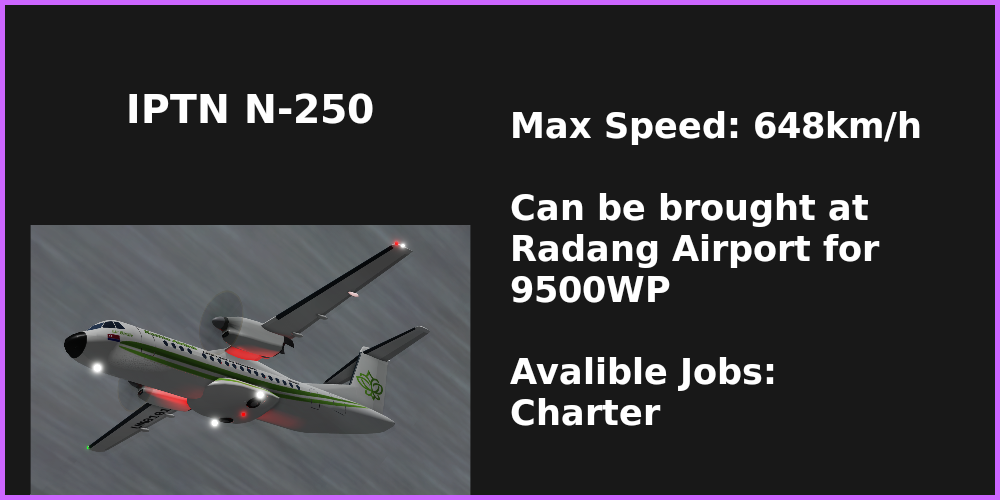 IPTN N-250
Max Speed: 648km/h
Can be brought at
Radang Airport for
9500WP
Avalible Jobs:
Charter